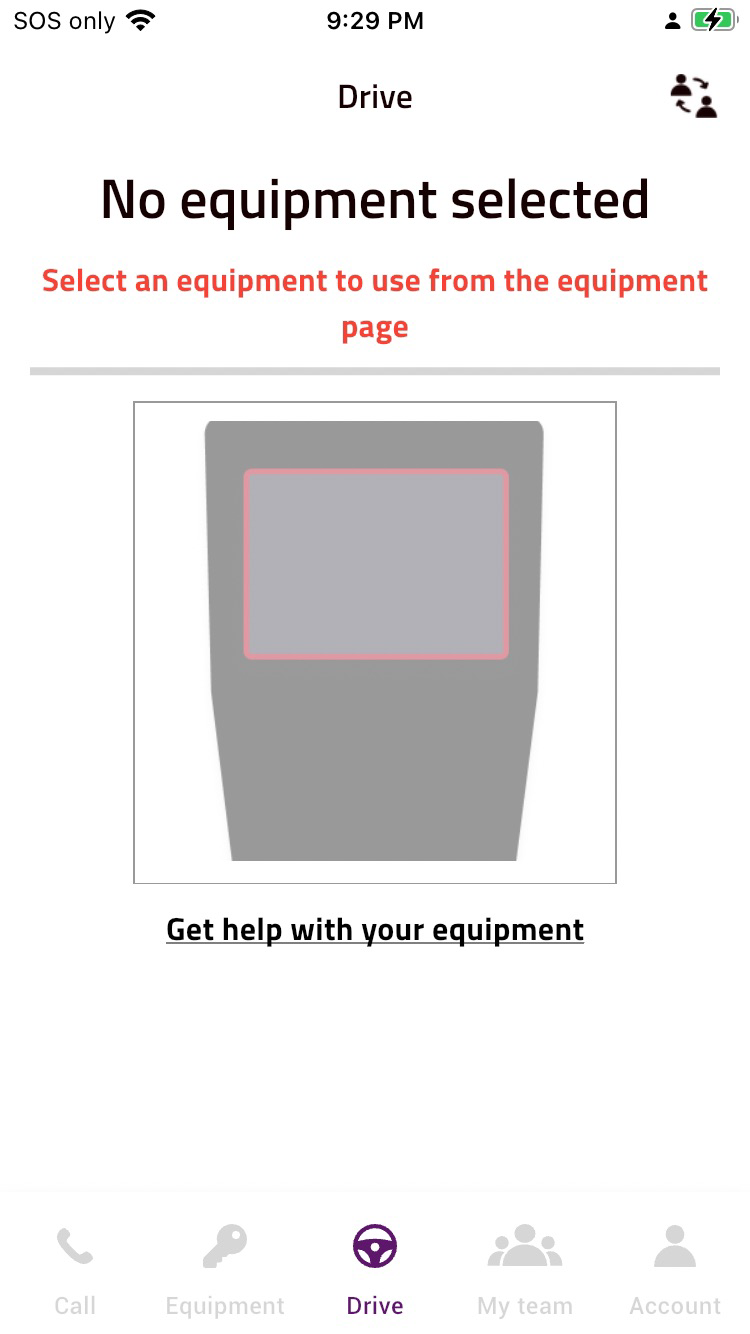 SOS only
9:29 PM
Drive
No equipment selected
Select an equipment to use from the equipment
page
Get help with your equipment
Call
Equipment
Drive
My team
Account